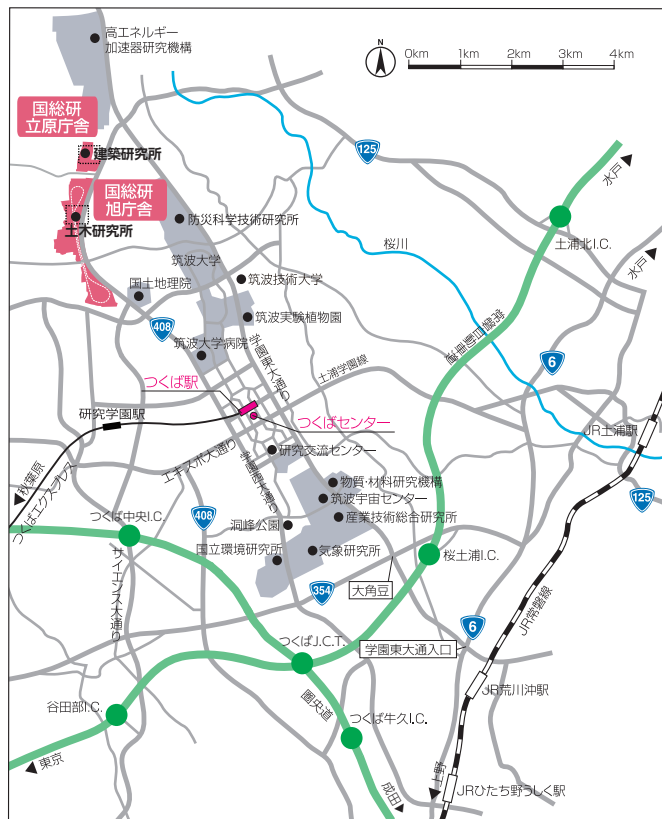 高エネルギー
加速器研究機構
N
0km 1km 2km 3km 4km
国総研
立原庁舎
建築研究所
125
水戸
国総研
旭庁舎
土木研究所
防災科学技術研究所
土浦北I.C.
桜川
水戸
筑波大学
国土地理院
筑波技術大学
筑波実験植物園
408
筑波大学病院
学園東大通り
常磐自動車道
土浦学園線
6
つくば駅
研究学園駅
つくばセンター
JR土浦駅
エキスポ大通り
学園西大通り
研究交流センター
秋葉原
つくばエクスプレス
物質・材料研究機構
筑波宇宙センター
125
つくば中央I.C.
408
産業技術総合研究所
洞峰公園
サイエンス大通り
国立環境研究所
気象研究所
桜土浦I.C.
大角豆
354
JR常磐線
6
学園東大通入口
つくばJ.C.T.
圏央道
JR荒川沖駅
谷田部I.C.
つくば牛久I.C.
東京
上野
成田
JRひたち野うしく駅